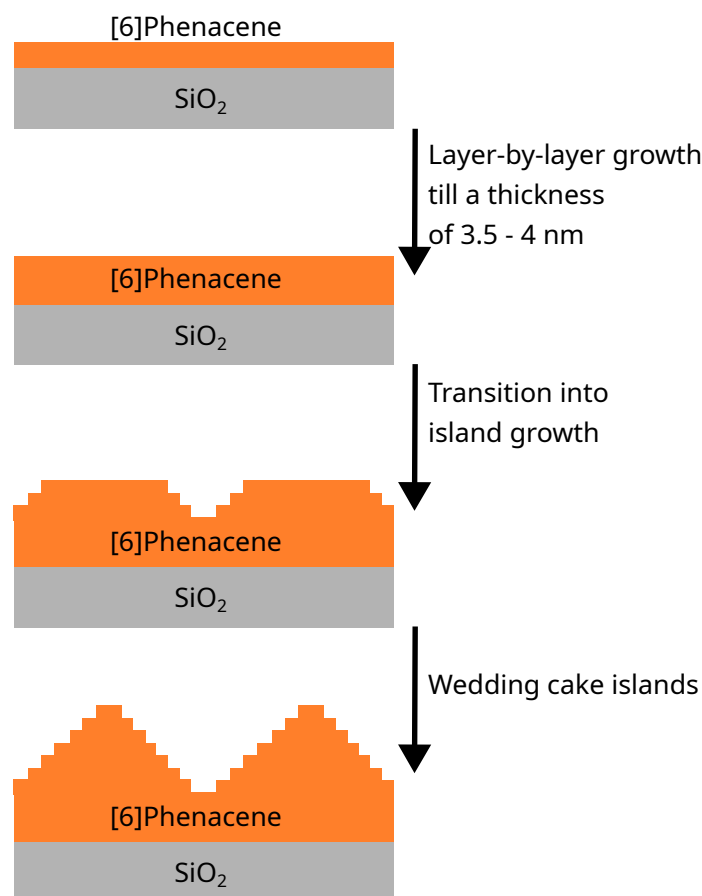 [6]Phenacene
SiO₂
Layer-by-layer growth
till a thickness
of 3.5 - 4 nm
[6]Phenacene
SiO₂
Transition into
island growth
[6]Phenacene
SiO₂
Wedding cake islands
[6]Phenacene
SiO₂